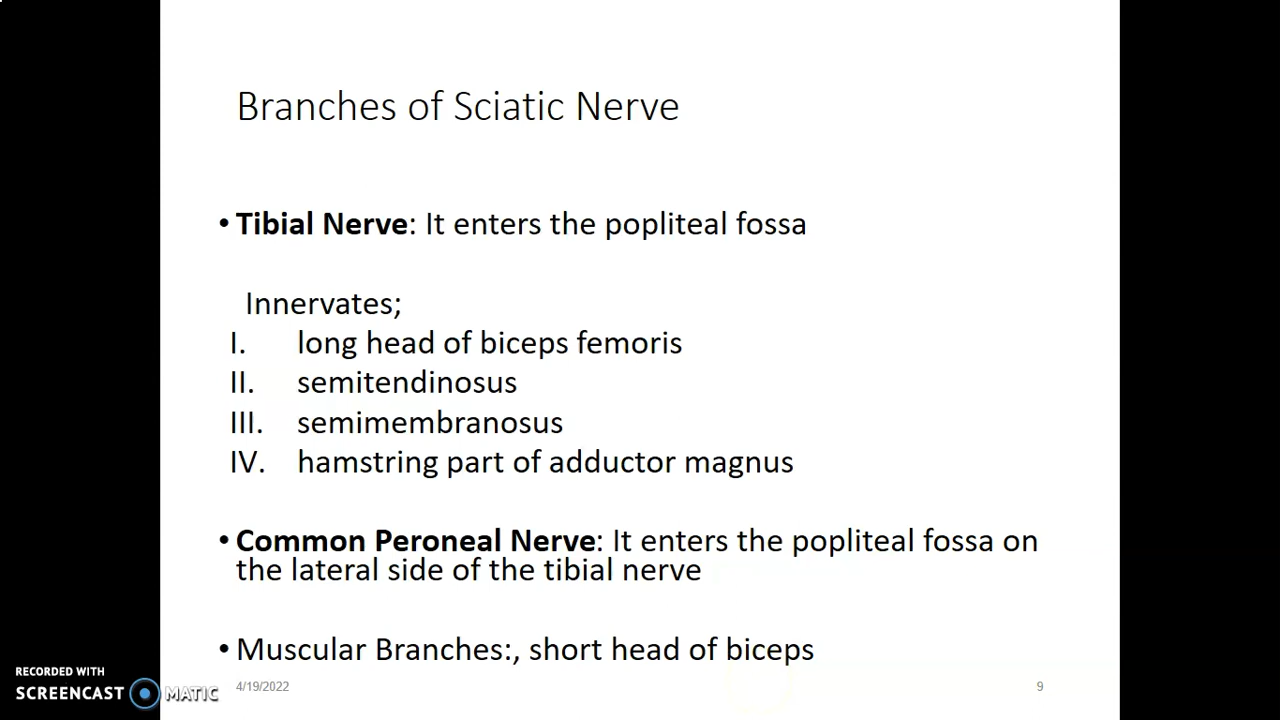 Branches of Sciatic Nerve
• Tibial Nerve: It enters the popliteal fossa
Innervates;
I. long head of biceps femoris
II. semitendinosus
III. semimembranosus
IV. hamstring part of adductor magnus
• Common Peroneal Nerve: It enters the popliteal fossa on
the lateral side of the tibial nerve
• Muscular Branches:, short head of biceps
4/19/2022 9
RECORDED WITH
SCREENCAST MATIC